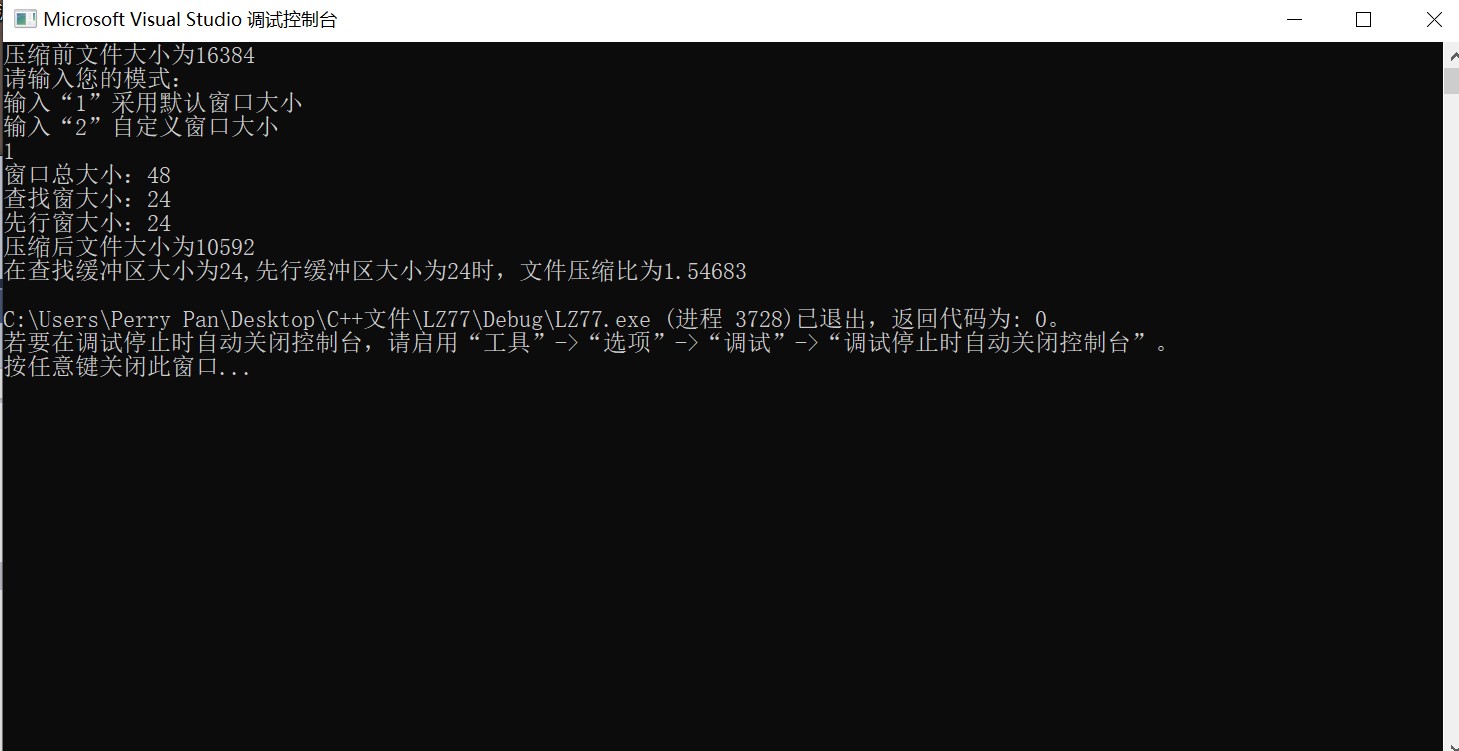 Microsoft Visual Studio 调试控制台
压缩前文件大小为16384
请输入您的模式：
输入“1”采用默认窗口大小
输入“2”自定义窗口大小
1
窗口总大小：48
查找窗大小：24
先行窗大小：24
压缩后文件大小为10592
在查找缓冲区大小为24,先行缓冲区大小为24时，文件压缩比为1.54683
C:\Users\Perry Pan\Desktop\C++文件\LZ77\Debug\LZ77.exe (进程 3728)已退出，返回代码为: 0。
若要在调试停止时自动关闭控制台，请启用“工具”->“选项”->“调试”->“调试停止时自动关闭控制台”。
按任意键关闭此窗口...